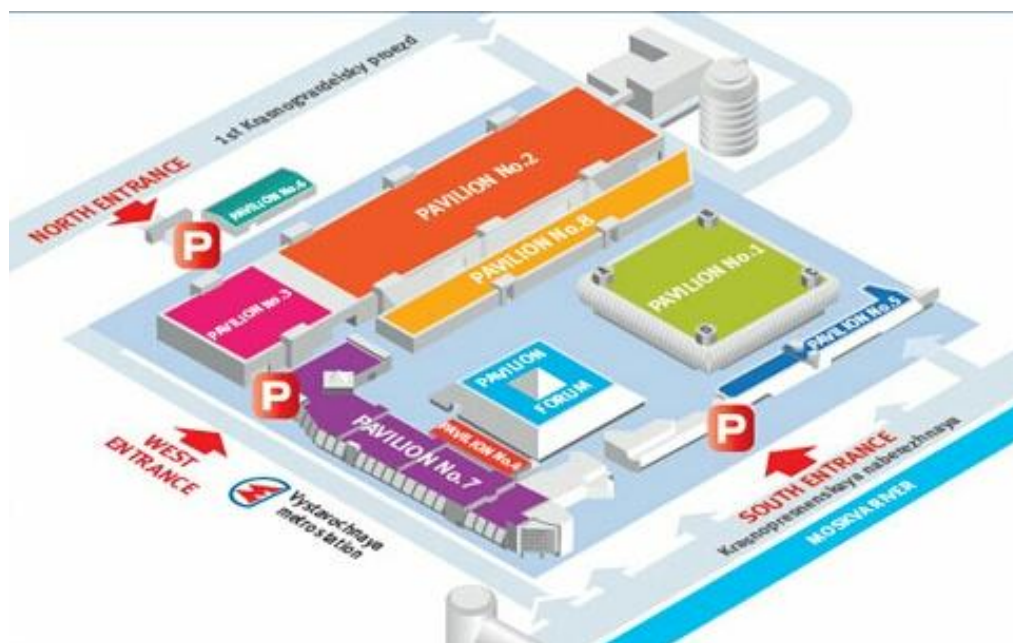 1st Krasnogvardeisky proezd
NORTH ENTRANCE
P
PAVILION No.6
PAVILION No.2
PAVILION No.8
PAVILION No.3
PAVILION No.1
PAVILION No.5
PAVILION
FORUM
P
PAVILION No.4
PAVILION No.7
P
WEST
ENTRANCE
Vystavochnaya
metro station
SOUTH ENTRANCE
Krasnopresnenskaya naberezhnaya
MOSKVA RIVER